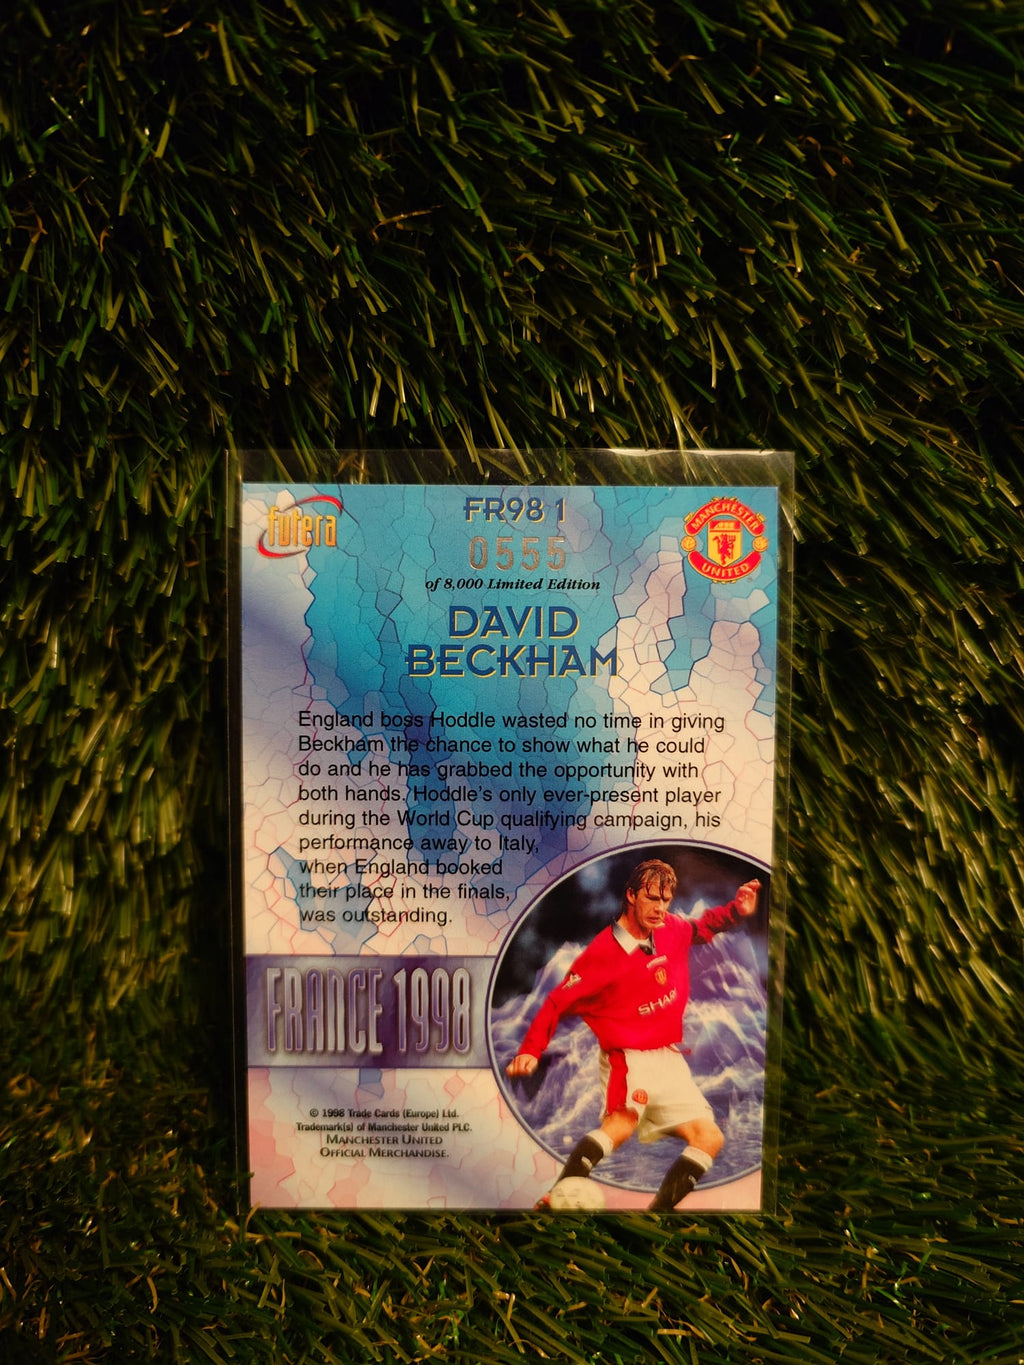 futera
FR98 1
0555
of 8,000 Limited Edition
MANCHESTER
UNITED
DAVID
BECKHAM
England boss Hoddle wasted no time in giving
Beckham the chance to show what he could
do and he has grabbed the opportunity with
both hands. Hoddle's only ever-present player
during the World Cup qualifying campaign, his
performance away to Italy,
when England booked
their place in the finals,
was outstanding.
SHARP
FRANCE 1998
© 1998 Trade Cards (Europe) Ltd.
Trademark(s) of Manchester United PLC.
MANCHESTER UNITED
OFFICIAL MERCHANDISE.